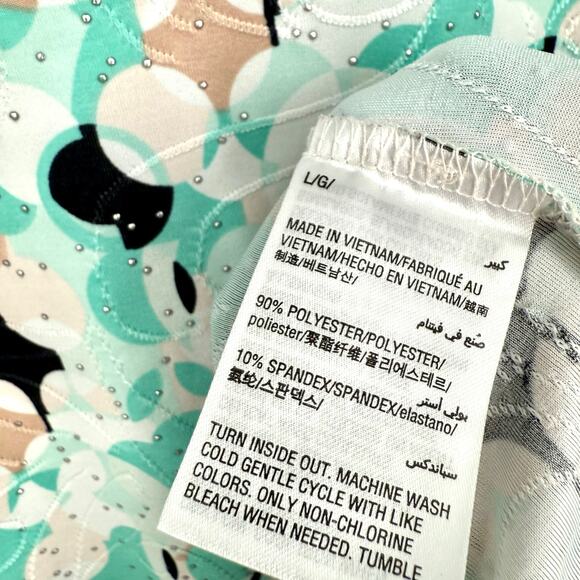 L/G/
كبير
MADE IN VIETNAM/FABRIQUÉ AU
VIETNAM/HECHO EN VIETNAM/越南
制造/베트남산/
صنع في فيتنام
90% POLYESTER/POLYESTER/
poliester/聚酯纤维/폴리에스테르/
بولي أستر
10% SPANDEX/SPANDEX/elastano/
氨纶/스판덱스/
سباندكس
TURN INSIDE OUT. MACHINE WASH
COLD GENTLE CYCLE WITH LIKE
COLORS. ONLY NON-CHLORINE
BLEACH WHEN NEEDED. TUMBLE